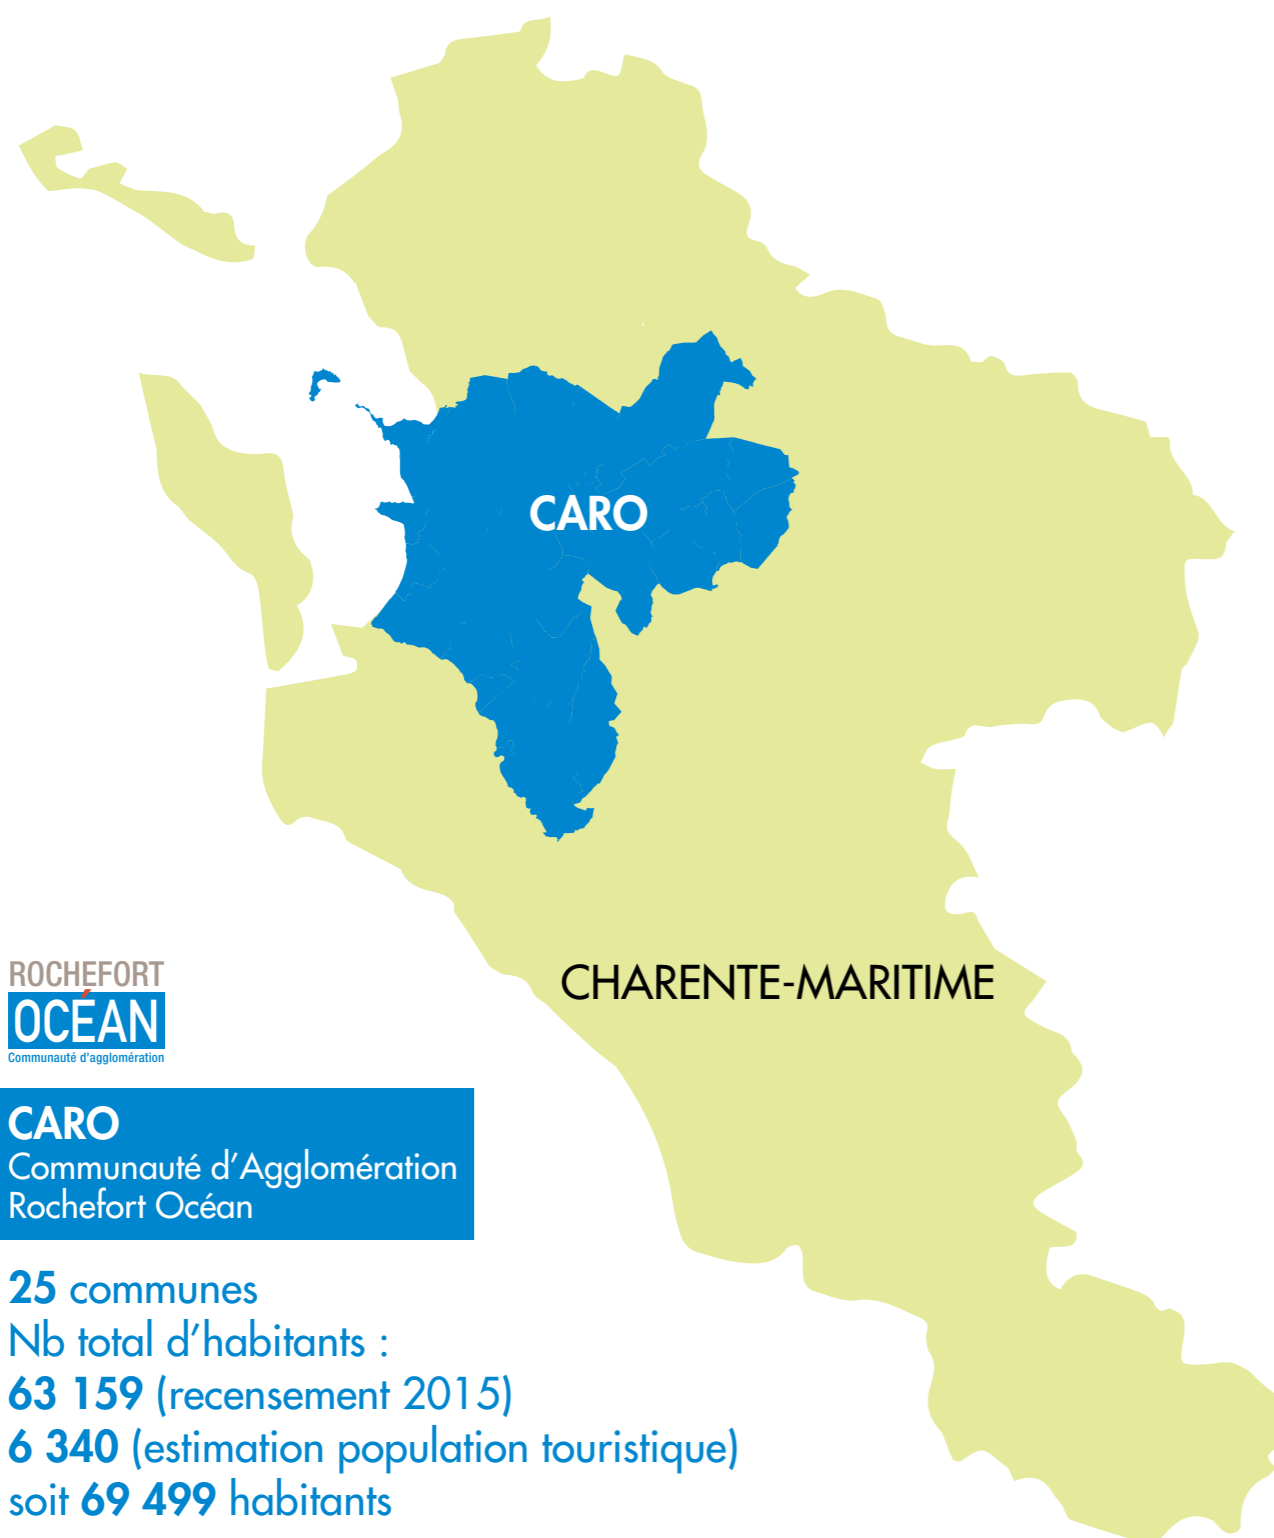 CARO
CHARENTE-MARITIME
ROCHEFORT
OCÉAN
Communauté d'agglomération
CARO
Communauté d'Agglomération
Rochefort Océan
25 communes
Nb total d'habitants :
63 159 (recensement 2015)
6 340 (estimation population touristique)
soit 69 499 habitants